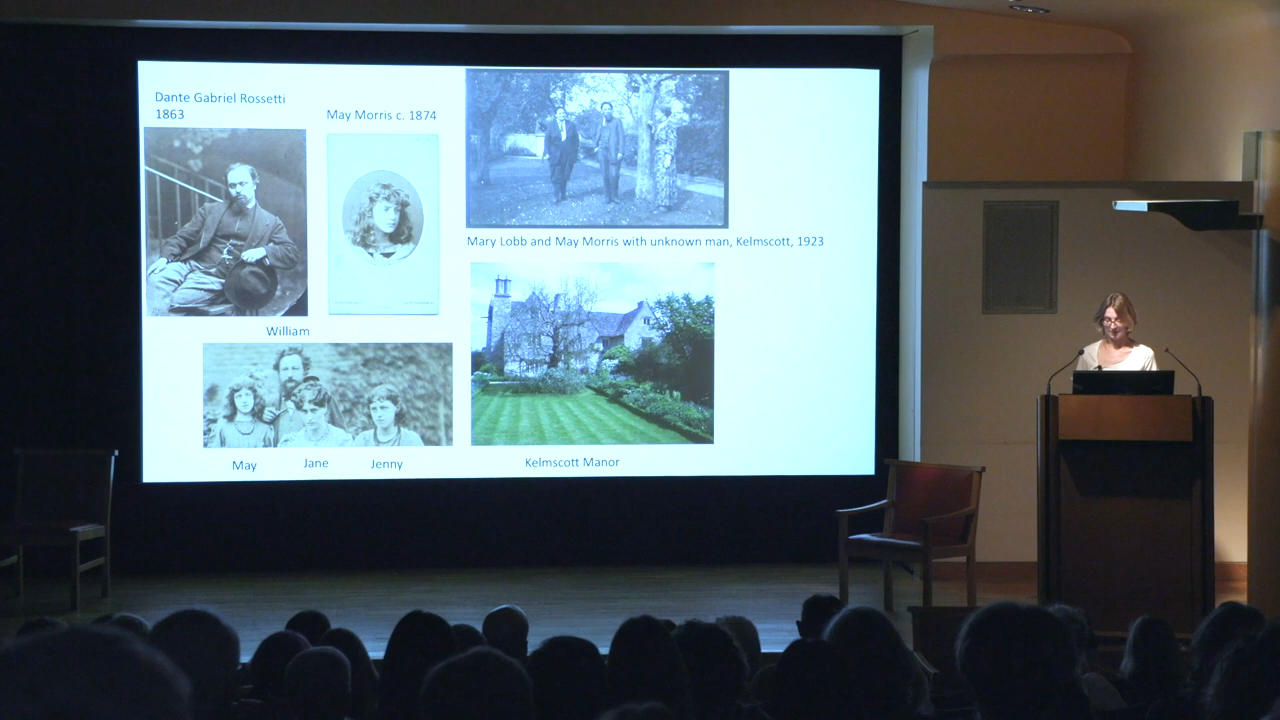 Dante Gabriel Rossetti
1863
May Morris c. 1874
Mary Lobb and May Morris with unknown man, Kelmscott, 1923
William
May
Jane
Jenny
Kelmscott Manor